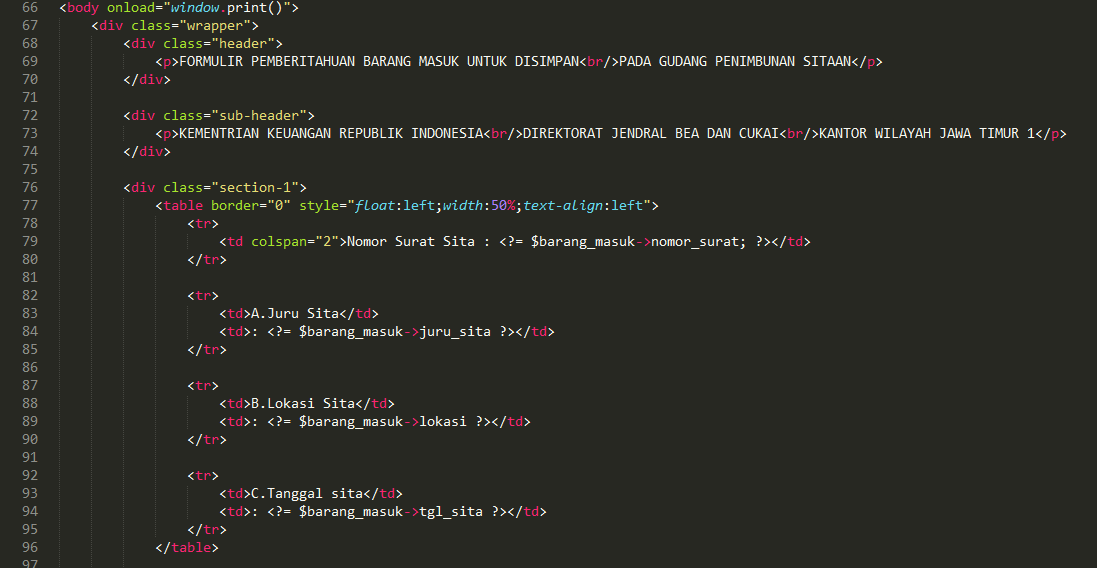 66 <body onload="window.print()">
67 <div class="wrapper">
68 <div class="header">
69 <p>FORMULIR PEMBERITAHUAN BARANG MASUK UNTUK DISIMPAN<br/>PADA GUDANG PENIMBUNAN SITAAN</p>
70 </div>
71
72 <div class="sub-header">
73 <p>KEMENTRIAN KEUANGAN REPUBLIK INDONESIA<br/>DIREKTORAT JENDRAL BEA DAN CUKAI<br/>KANTOR WILAYAH JAWA TIMUR 1</p>
74 </div>
75
76 <div class="section-1">
77 <table border="0" style="float:left;width:50%;text-align:left">
78 <tr>
79 <td colspan="2">Nomor Surat Sita : <?= $barang_masuk->nomor_surat; ?></td>
80 </tr>
81
82 <tr>
83 <td>A.Juru Sita</td>
84 <td>: <?= $barang_masuk->juru_sita ?></td>
85 </tr>
86
87 <tr>
88 <td>B.Lokasi Sita</td>
89 <td>: <?= $barang_masuk->lokasi ?></td>
90 </tr>
91
92 <tr>
93 <td>C.Tanggal sita</td>
94 <td>: <?= $barang_masuk->tgl_sita ?></td>
95 </tr>
96 </table>
97